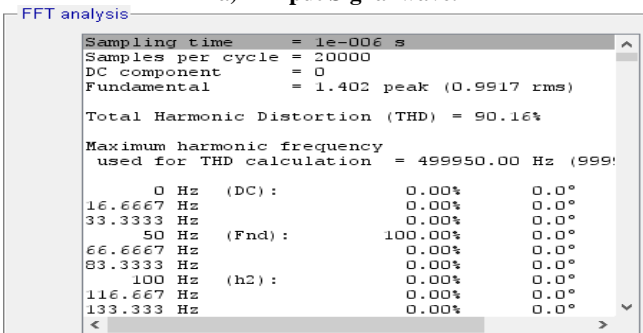 FFT analysis
Sampling time = 1e-006 s
Samples per cycle = 20000
DC component = 0
Fundamental = 1.402 peak (0.9917 rms)
Total Harmonic Distortion (THD) = 90.16%
Maximum harmonic frequency
used for THD calculation = 499950.00 Hz (999
0 Hz (DC): 0.00% 0.0°
16.6667 Hz 0.00% 0.0°
33.3333 Hz 0.00% 0.0°
50 Hz (Fnd): 100.00% 0.0°
66.6667 Hz 0.00% 0.0°
83.3333 Hz 0.00% 0.0°
100 Hz (h2): 0.00% 0.0°
116.667 Hz 0.00% 0.0°
133.333 Hz 0.00% 0.0°